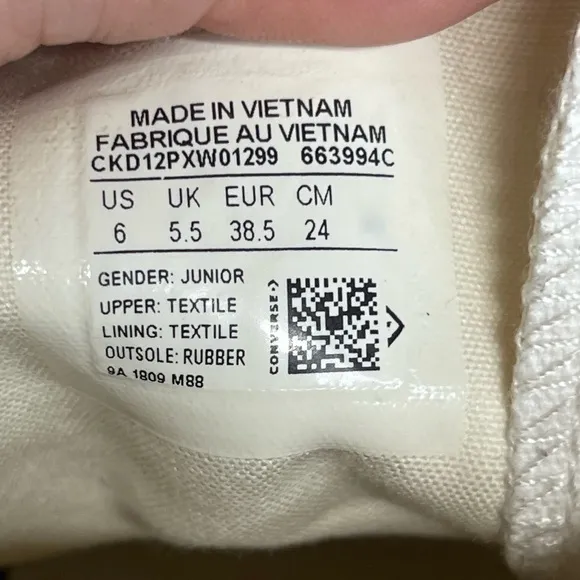 MADE IN VIETNAM
FABRIQUE AU VIETNAM
CKD12PXW01299 663994C
US UK EUR CM
6 5.5 38.5 24
GENDER: JUNIOR
UPPER: TEXTILE
LINING: TEXTILE
OUTSOLE: RUBBER
9A 1809 M88
CONVERSE